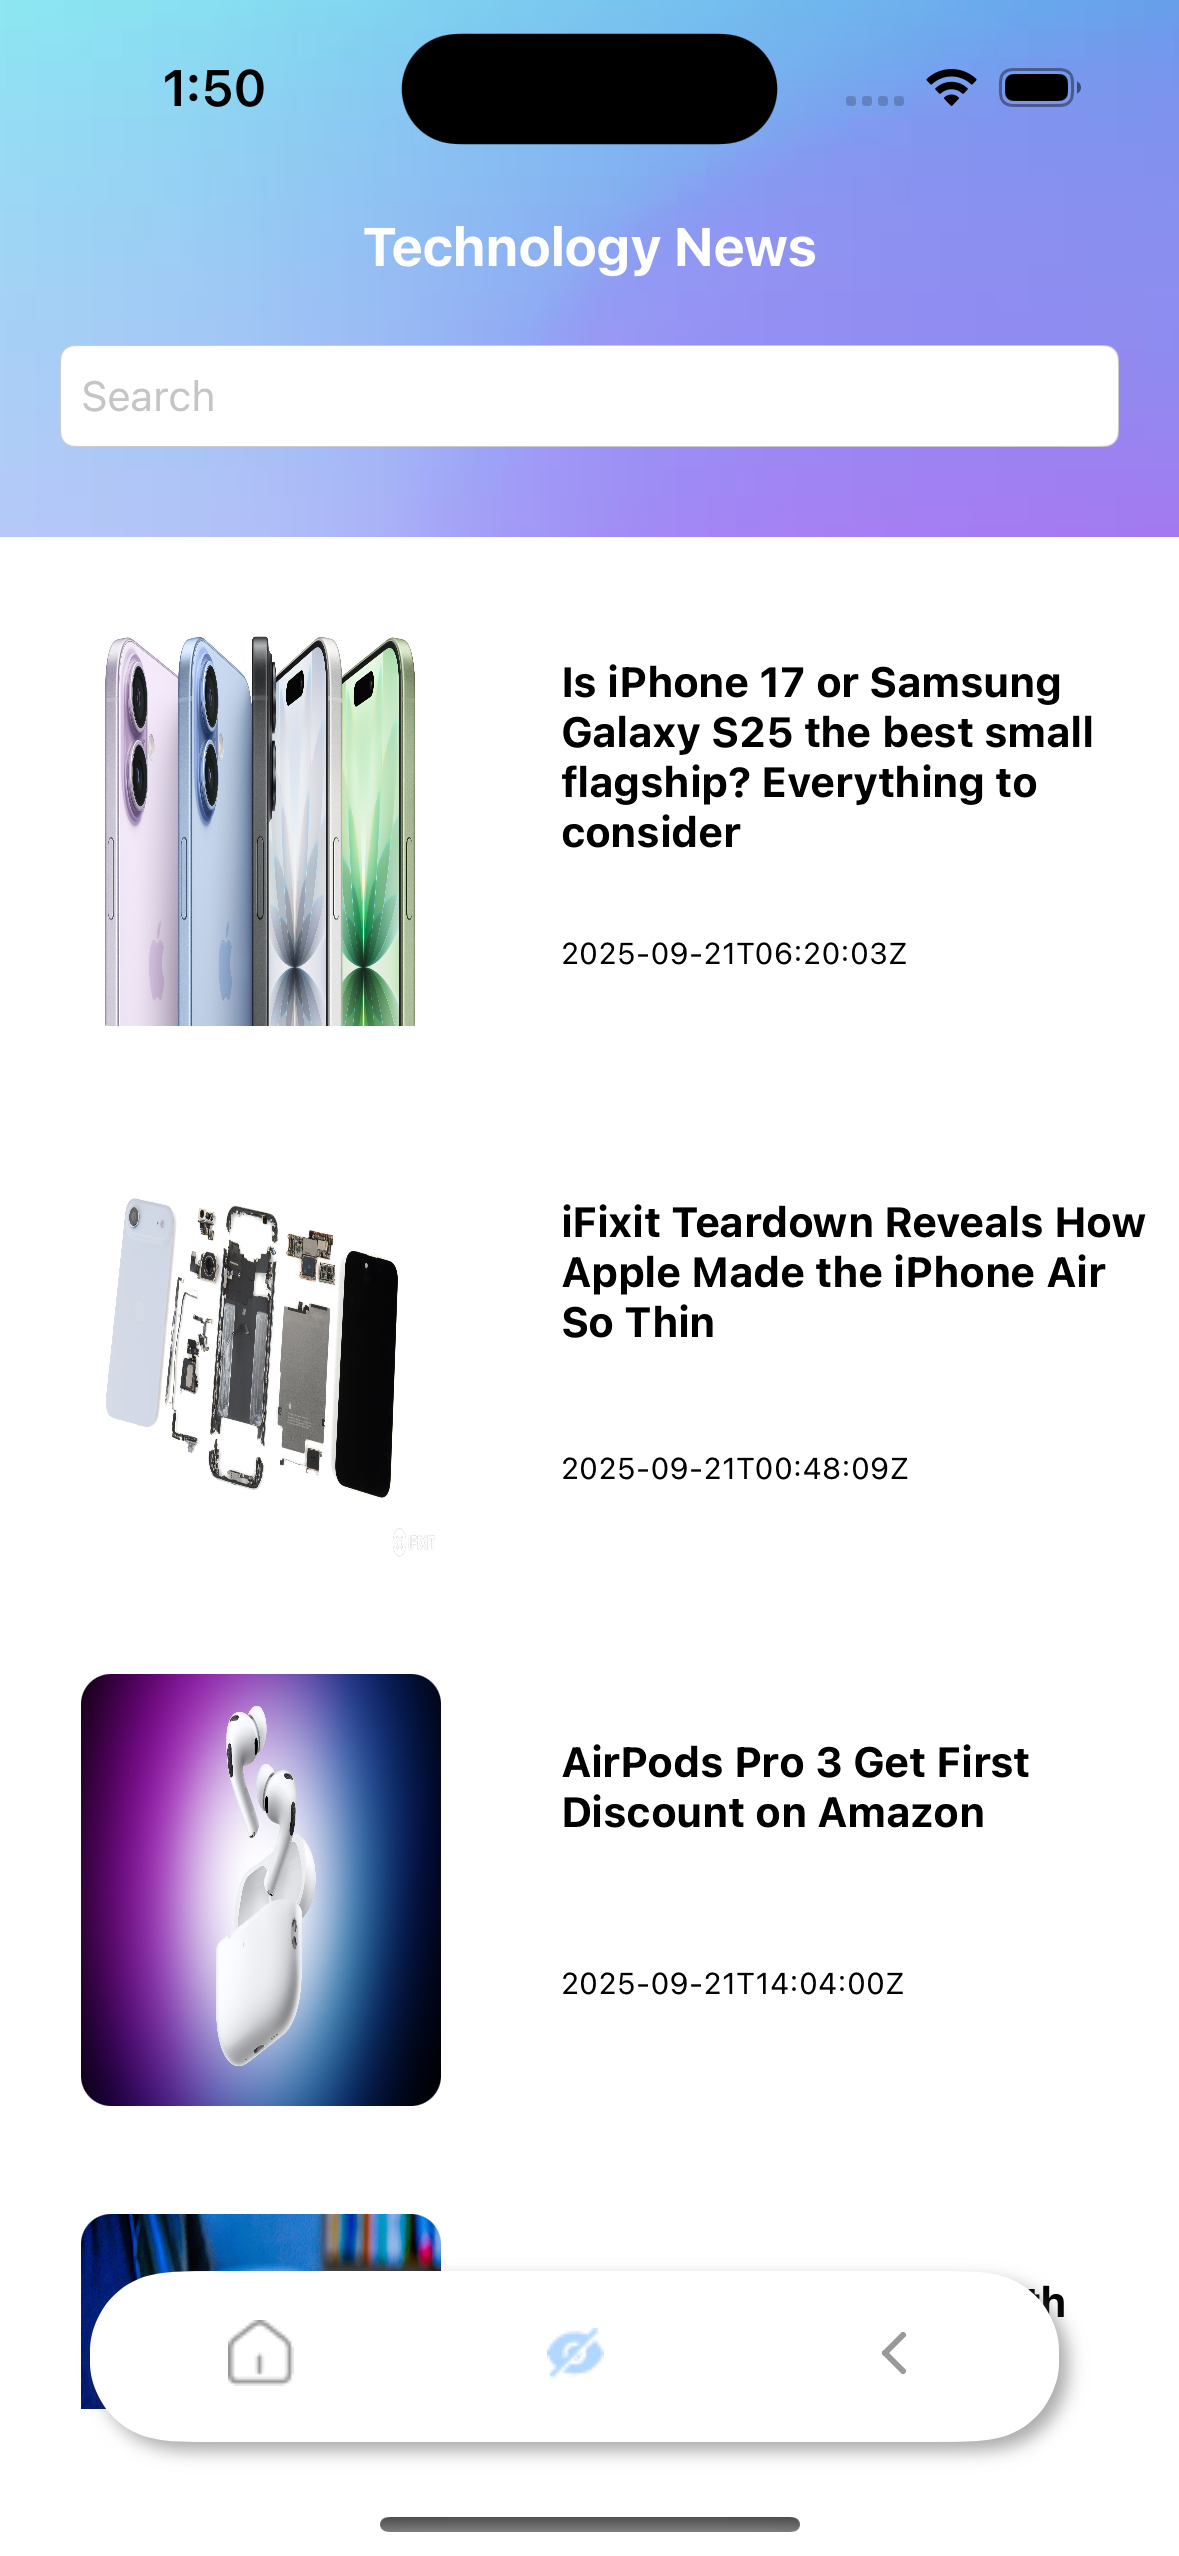 1:50
Technology News
Search
Is iPhone 17 or Samsung
Galaxy S25 the best small
flagship? Everything to
consider
2025-09-21T06:20:03Z
iFixit Teardown Reveals How
Apple Made the iPhone Air
So Thin
2025-09-21T00:48:09Z
IFIXIT
AirPods Pro 3 Get First
Discount on Amazon
2025-09-21T14:04:00Z